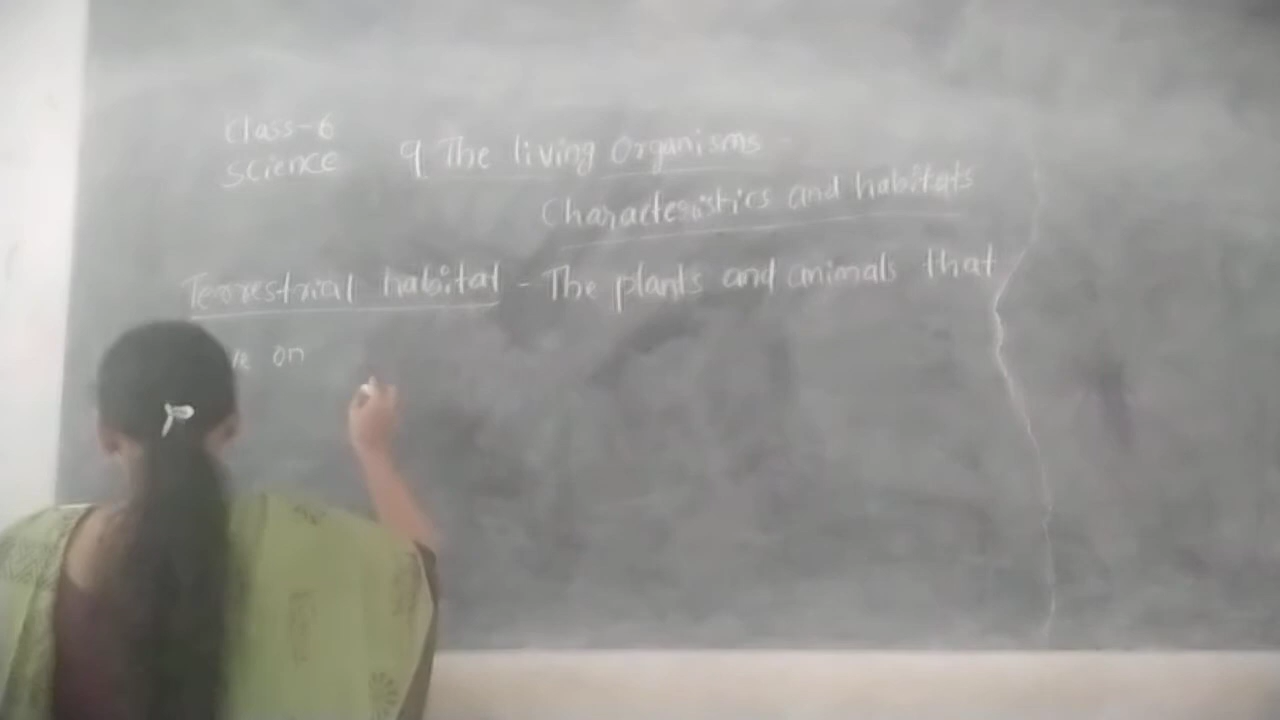 Class-6
Science
9. The living Organisms -
Characteristics and habitats
Terrestrial habitat - The plants and animals that
on